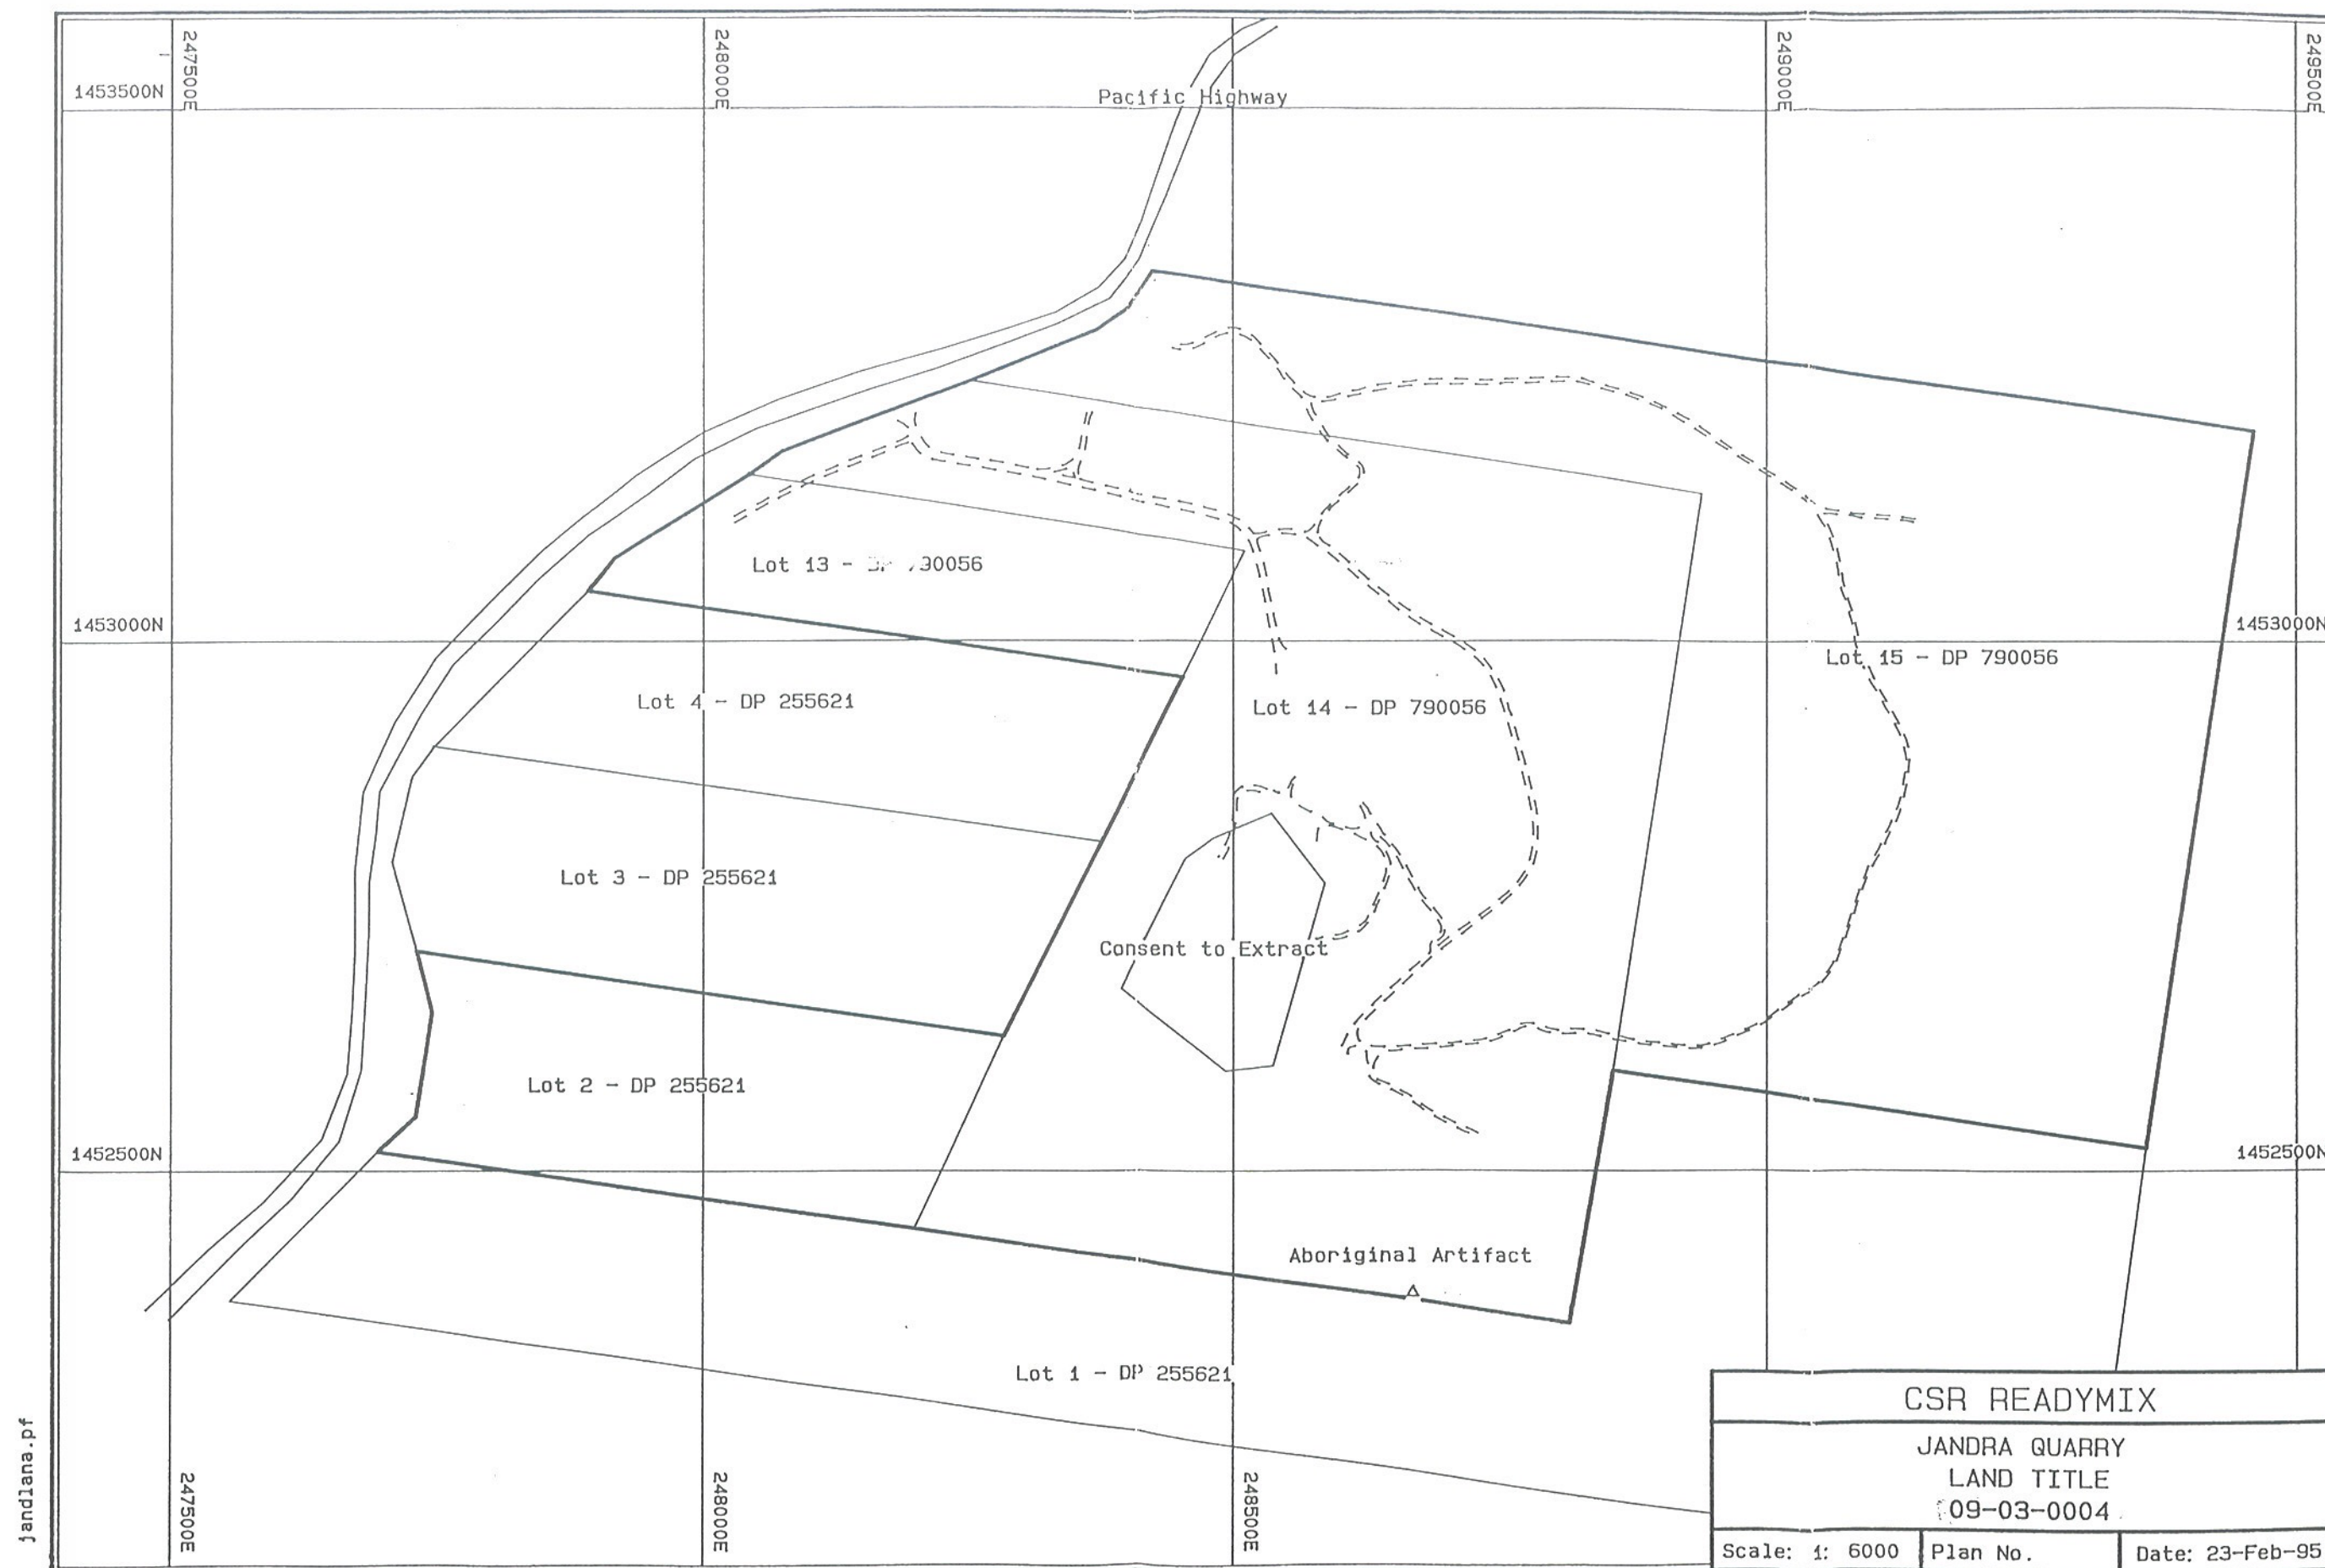 247500E
248000E
249000E
249500E
1453500N
Pacific Highway
Lot 13 -
1453000N
1453000N
Lot 15 - DP 790056
Lot 4 - DP 255621
Lot 14 - DP 790056
Lot 3 - DP 255621
Consent to Extract
Lot 2 - DP 255621
1452500N
1452500N
Aboriginal Artifact
Lot 1 - DP 255621
CSR READYMIX
JANDRA QUARRY
LAND TITLE
09-03-0004
Scale: 1: 6000
Plan No.
Date: 23-Feb-95
247500E
248000E
248500E
jandlana.pf